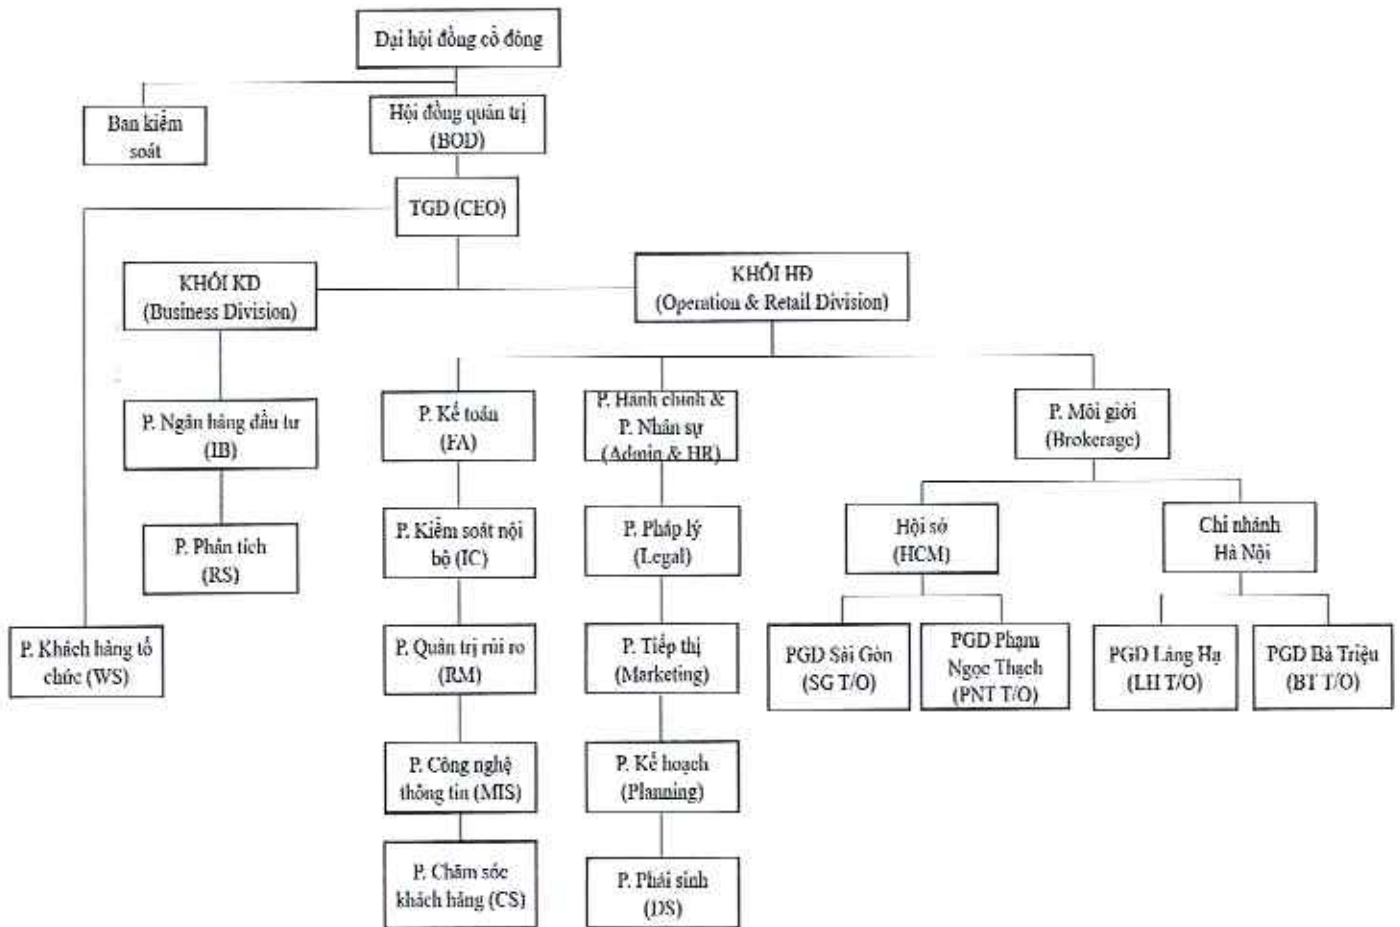 Đại hội đồng cổ đông
Ban kiểm
soát
Hội đồng quản trị
(BOD)
TGD (CEO)
KHỐI KD
(Business Division)
KHỐI HĐ
(Operation & Retail Division)
P. Ngân hàng đầu tư
(IB)
P. Kế toán
(FA)
P. Hành chính &
P. Nhân sự
(Admin & HR)
P. Môi giới
(Brokerage)
P. Phân tích
(RS)
P. Kiểm soát nội
bộ (IC)
P. Pháp lý
(Legal)
Hội sở
(HCM)
Chi nhánh
Hà Nội
P. Khách hàng tổ
chức (WS)
P. Quản trị rủi ro
(RM)
P. Tiếp thị
(Marketing)
PGD Sài Gòn
(SG T/O)
PGD Phạm
Ngọc Thạch
(PNT T/O)
PGD Láng Hạ
(LH T/O)
PGD Bà Triệu
(BT T/O)
P. Công nghệ
thông tin (MIS)
P. Kế hoạch
(Planning)
P. Chăm sóc
khách hàng (CS)
P. Phái sinh
(DS)